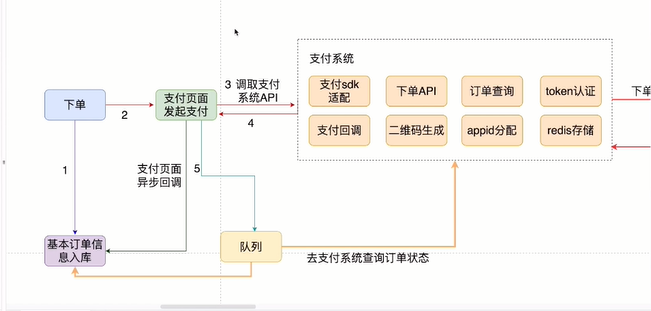 支付系统
3 调取支付
系统API
支付sdk
适配
下单API
订单查询
token认证
下单
支付页面
发起支付
下单
2
4
支付回调
二维码生成
appid分配
redis存储
1
支付页面
异步回调
5
基本订单信
息入库
队列
去支付系统查询订单状态